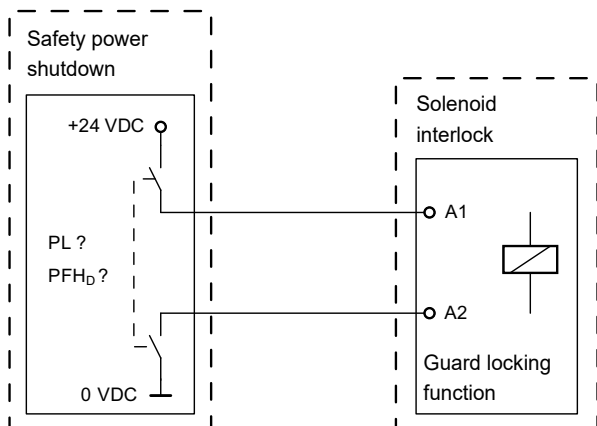 Safety power
shutdown
+24 VDC
PL ?
PFHD ?
0 VDC
Solenoid
interlock
A1
A2
Guard locking
function